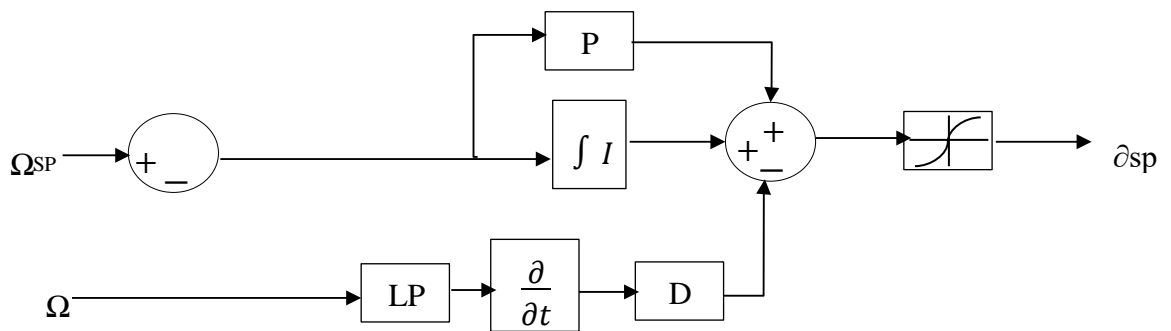 P
+
ΩSP
+
−
∫ I
+
−
∂sp
Ω
LP
∂
∂t
D